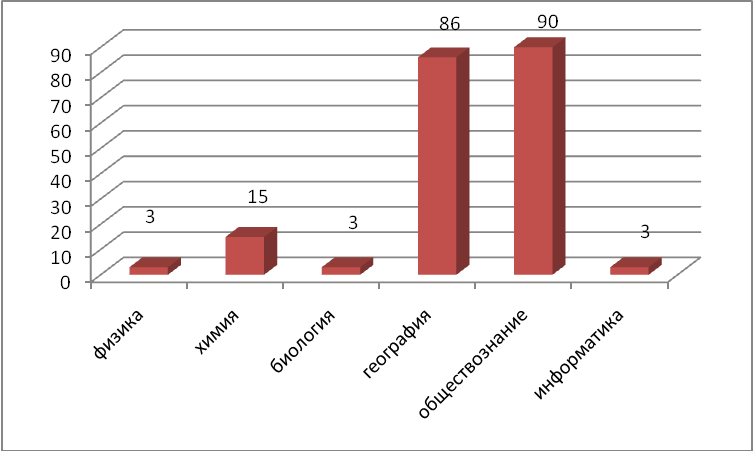 90
80
70
60
50
40
30
20
10
0
3
15
3
86
90
3
физика
химия
биология
география
обществознание
информатика